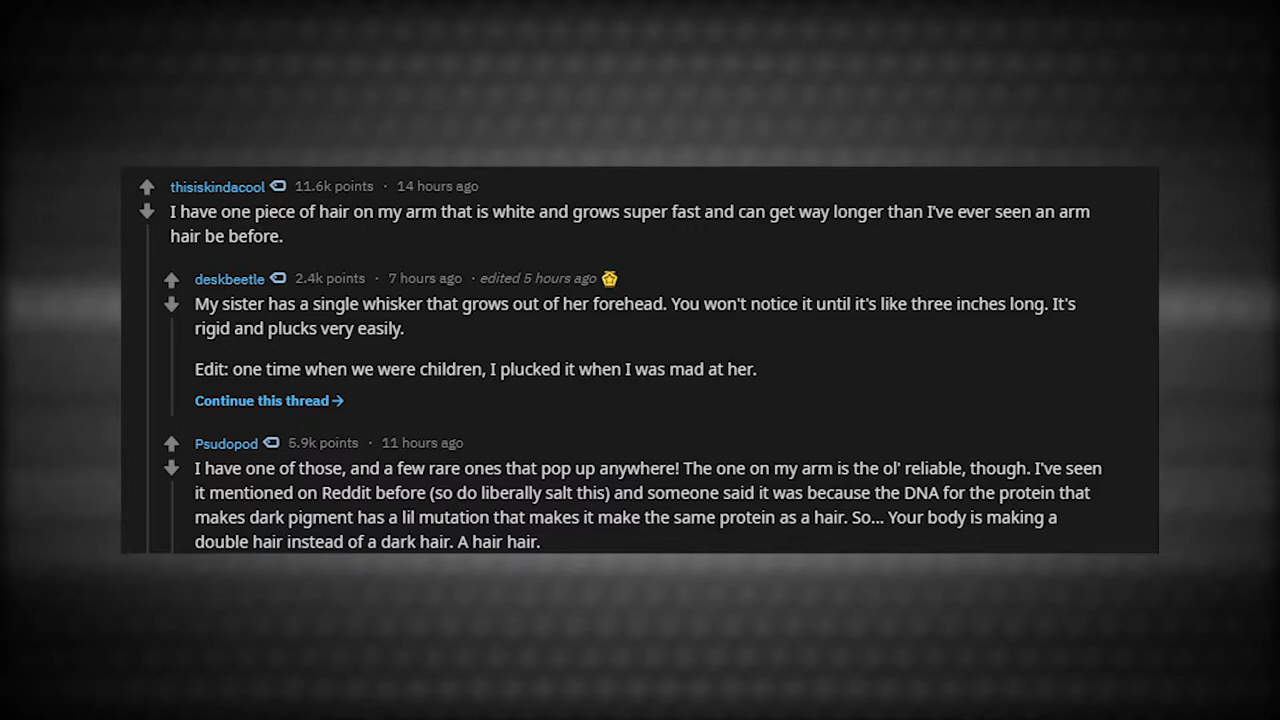 thisiskindacool 11.6k points · 14 hours ago
I have one piece of hair on my arm that is white and grows super fast and can get way longer than I've ever seen an arm
hair be before.
deskbeetle 2.4k points · 7 hours ago · edited 5 hours ago
My sister has a single whisker that grows out of her forehead. You won't notice it until it's like three inches long. It's
rigid and plucks very easily.
Edit: one time when we were children, I plucked it when I was mad at her.
Continue this thread→
Psudopod 5.9k points · 11 hours ago
I have one of those, and a few rare ones that pop up anywhere! The one on my arm is the ol' reliable, though. I've seen
it mentioned on Reddit before (so do liberally salt this) and someone said it was because the DNA for the protein that
makes dark pigment has a lil mutation that makes it make the same protein as a hair. So... Your body is making a
double hair instead of a dark hair. A hair hair.